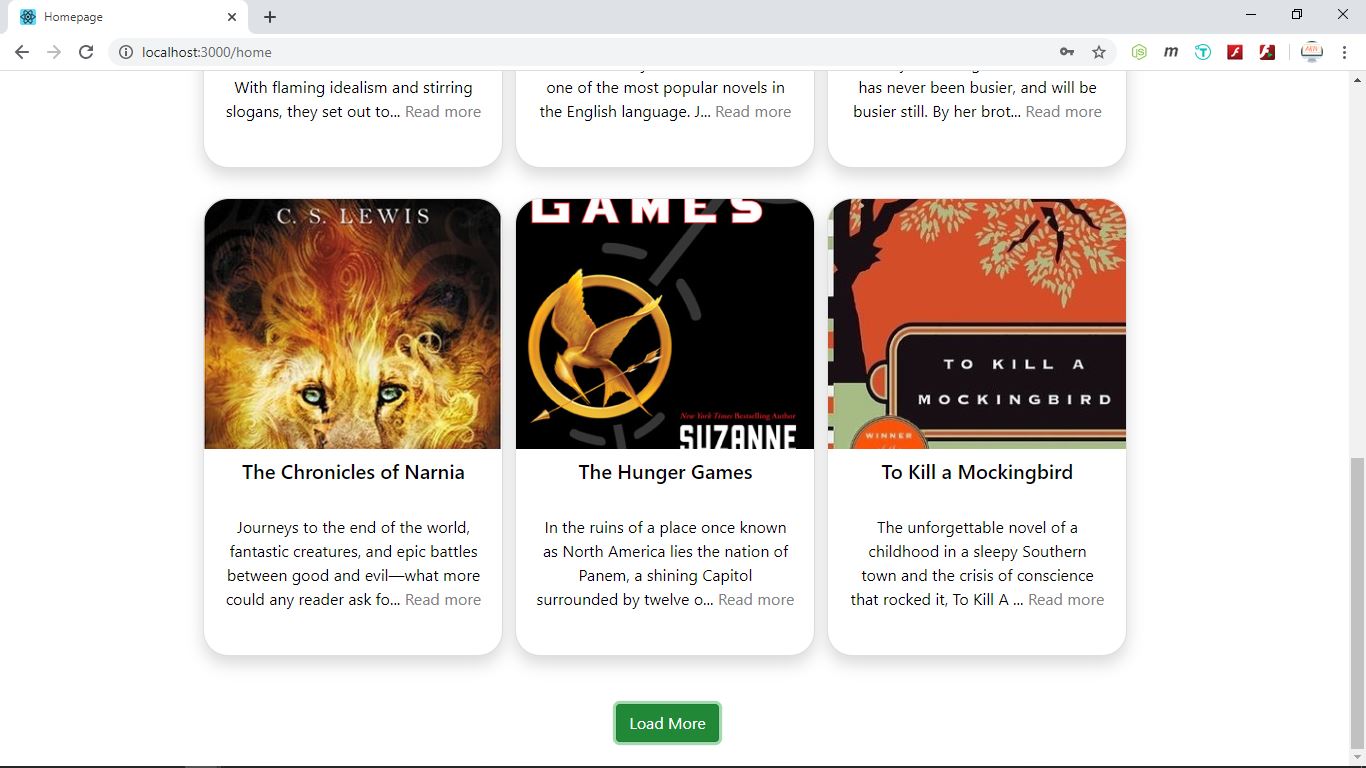 Homepage
localhost:3000/home
With flaming idealism and stirring
slogans, they set out to... Read more
one of the most popular novels in
the English language. J... Read more
has never been busier, and will be
busier still. By her brot... Read more
C. S. LEWIS
The Chronicles of Narnia
Journeys to the end of the world,
fantastic creatures, and epic battles
between good and evil—what more
could any reader ask fo... Read more
GAMES
New York Times Bestselling Author
SUZANNE
The Hunger Games
In the ruins of a place once known
as North America lies the nation of
Panem, a shining Capitol
surrounded by twelve o... Read more
TO KILL A
MOCKINGBIRD
WINNER
To Kill a Mockingbird
The unforgettable novel of a
childhood in a sleepy Southern
town and the crisis of conscience
that rocked it, To Kill A ... Read more
Load More